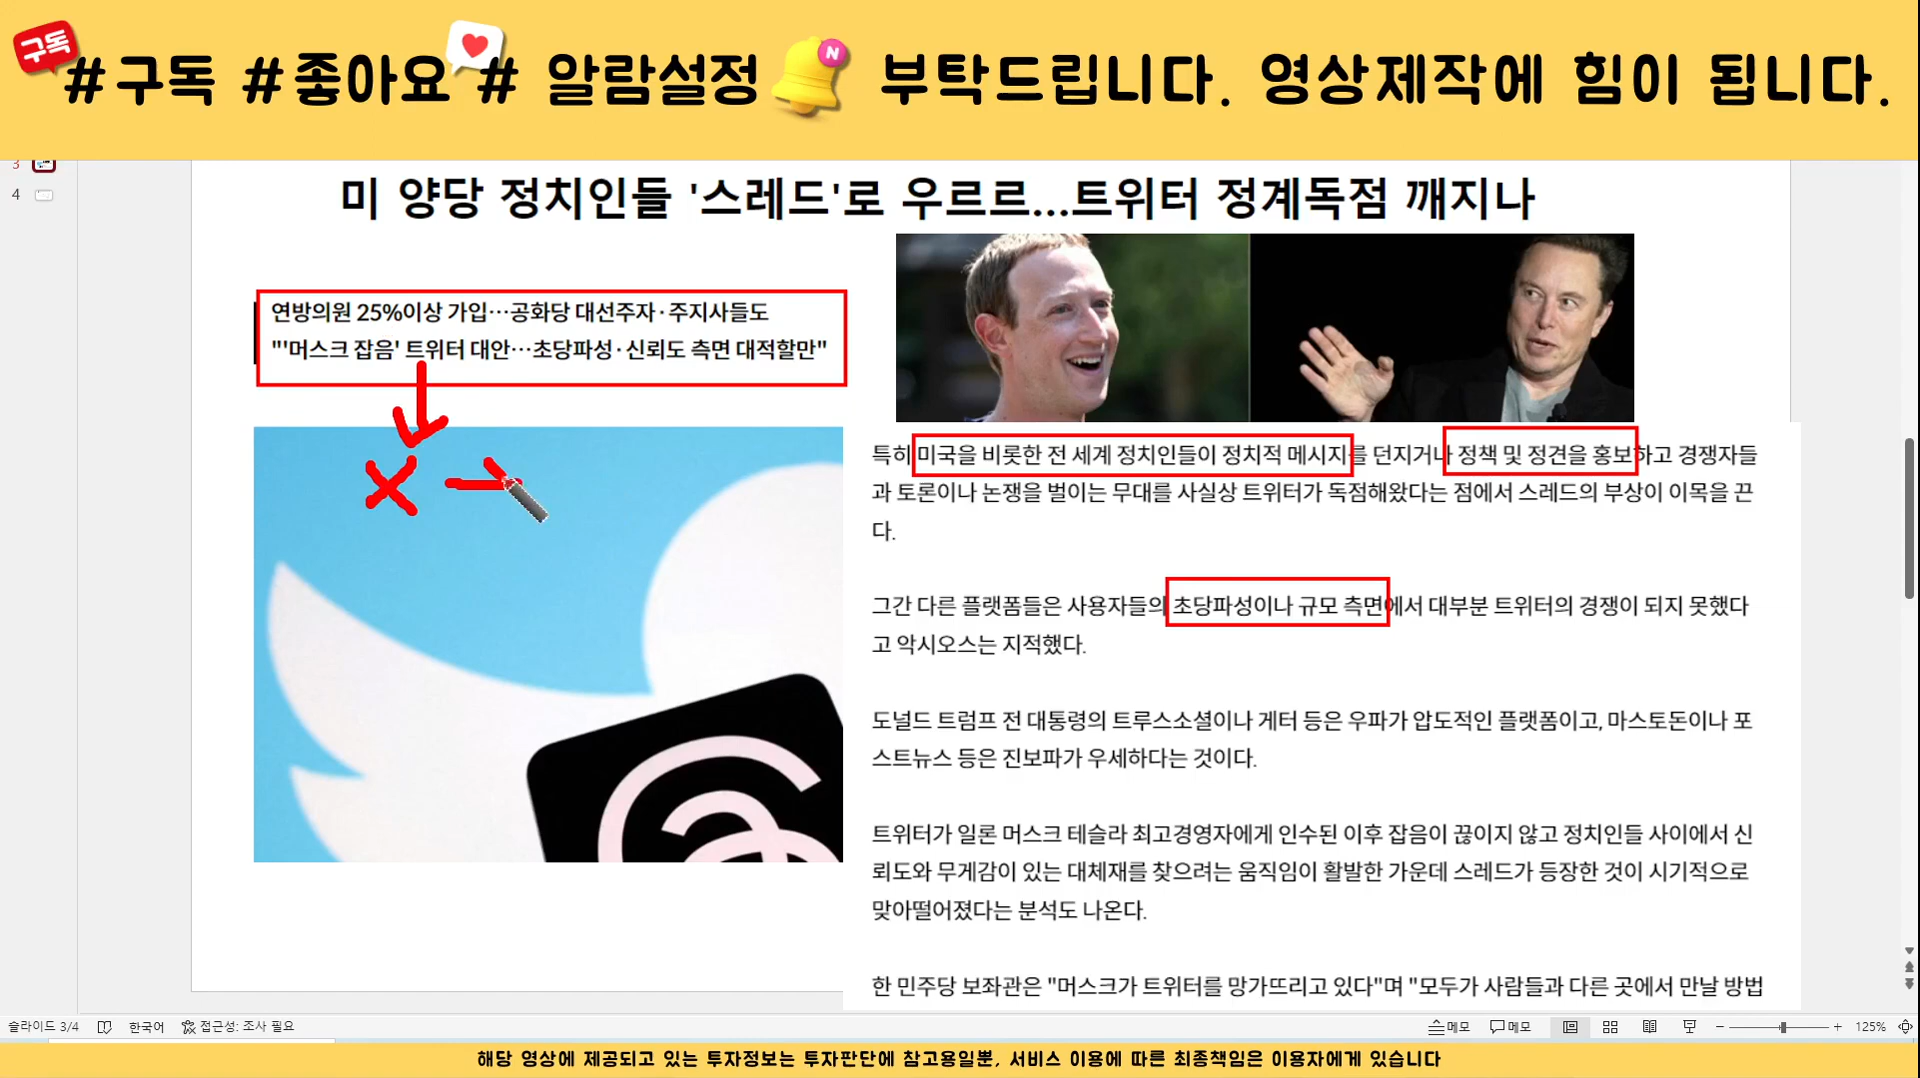 구독
#구독 #좋아요 # 알람설정 N 부탁드립니다. 영상제작에 힘이 됩니다.
3
4
미 양당 정치인들 '스레드'로 우르르...트위터 정계독점 깨지나
연방의원 25%이상 가입…공화당 대선주자·주지사들도
"'머스크 잡음' 트위터 대안…초당파성·신뢰도 측면 대적할만"
X
특히 미국을 비롯한 전 세계 정치인들이 정치적 메시지를 던지거나 정책 및 정견을 홍보하고 경쟁자들
과 토론이나 논쟁을 벌이는 무대를 사실상 트위터가 독점해왔다는 점에서 스레드의 부상이 이목을 끈
다.
그간 다른 플랫폼들은 사용자들의 초당파성이나 규모 측면에서 대부분 트위터의 경쟁이 되지 못했다
고 악시오스는 지적했다.
도널드 트럼프 전 대통령의 트루스소셜이나 게터 등은 우파가 압도적인 플랫폼이고, 마스토돈이나 포
스트뉴스 등은 진보파가 우세하다는 것이다.
트위터가 일론 머스크 테슬라 최고경영자에게 인수된 이후 잡음이 끊이지 않고 정치인들 사이에서 신
뢰도와 무게감이 있는 대체재를 찾으려는 움직임이 활발한 가운데 스레드가 등장한 것이 시기적으로
맞아떨어졌다는 분석도 나온다.
한 민주당 보좌관은 "머스크가 트위터를 망가뜨리고 있다"며 "모두가 사람들과 다른 곳에서 만날 방법
슬라이드 3/4 한국어 접근성: 조사 필요 메모 메모 125%
해당 영상에 제공되고 있는 투자정보는 투자판단에 참고용일뿐, 서비스 이용에 따른 최종책임은 이용자에게 있습니다